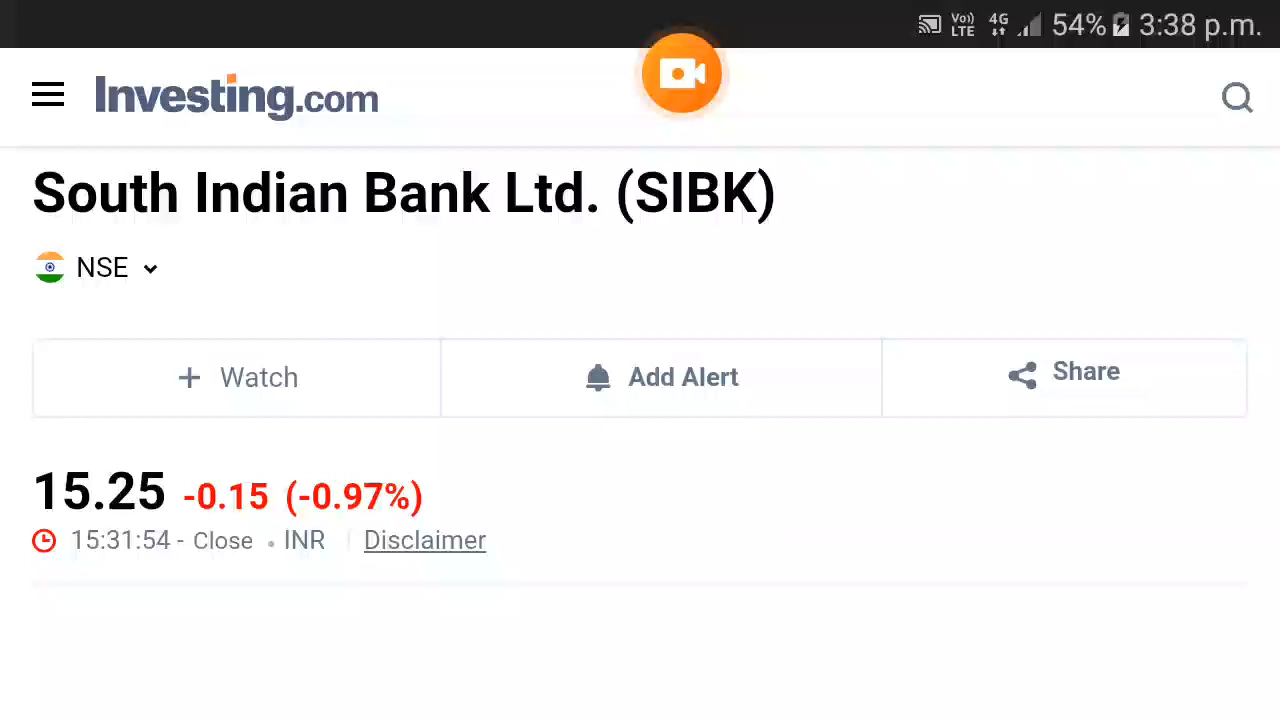 Vo) LTE 4G 54% 3:38 p.m.
Investing.com
South Indian Bank Ltd. (SIBK)
NSE
+ Watch Add Alert Share
15.25 -0.15 (-0.97%)
15:31:54 - Close • INR Disclaimer